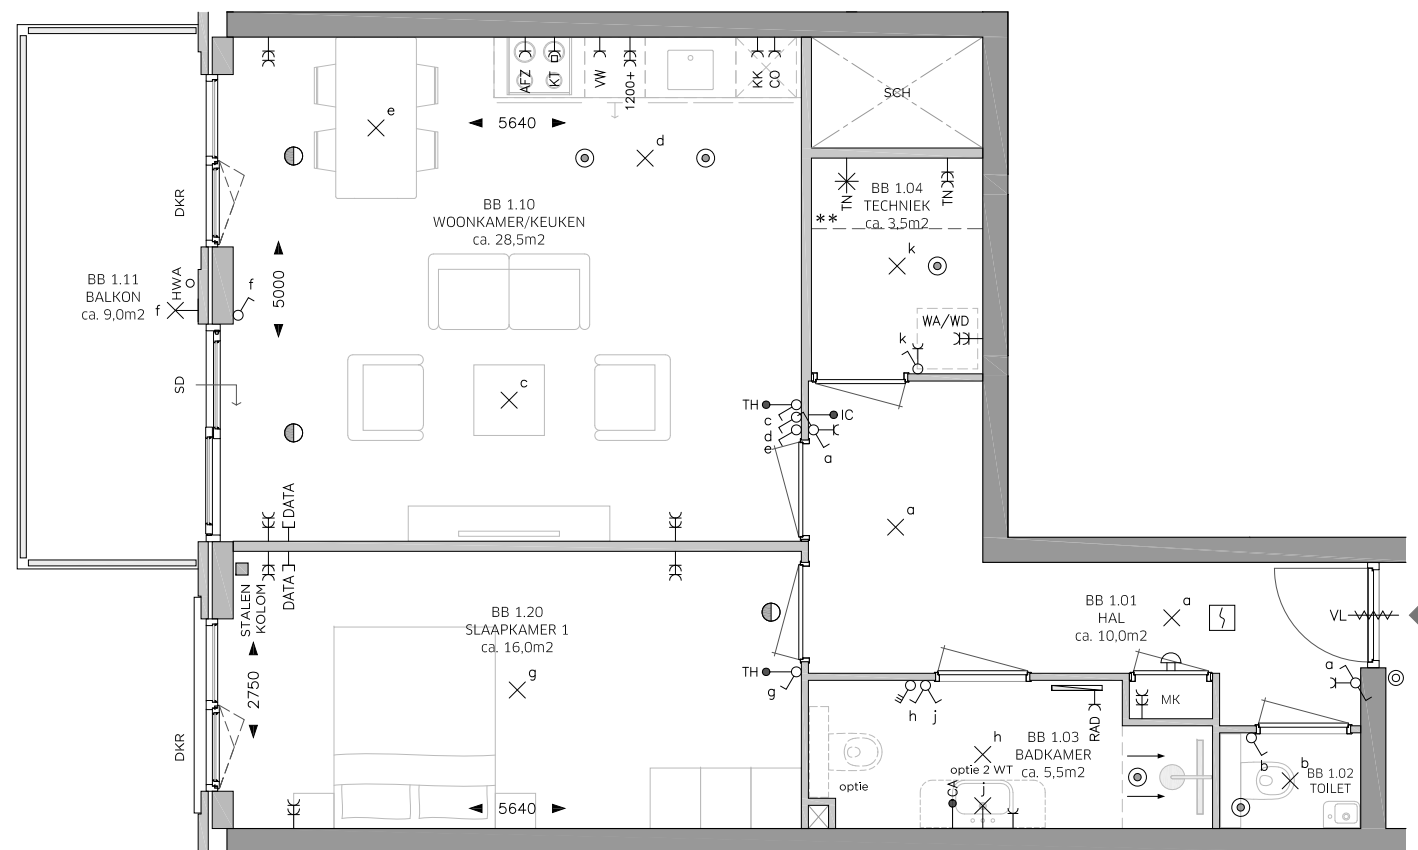 AFZ
KT
VW
1200+
KK
CO
SCH
e
5640
d
DKR
BB 1.10
WOONKAMER/KEUKEN
ca. 28,5m2
TN
BB 1.04
TECHNIEK
ca. 3,5m2
TN
**
k
BB 1.11
BALKON
ca. 9,0m2
HWA
f
f
5000
WA/WD
k
SD
c
TH
c
d
e
IC
a
DATA
a
DATA
STALEN
KOLOM
BB 1.20
SLAAPKAMER 1
ca. 16,0m2
BB 1.01
HAL
ca. 10,0m2
a
VL
2750
g
TH
g
a
MK
E
h
j
RAD
DKR
h
BB 1.03
BADKAMER
ca. 5,5m2
optie 2 WT
optie
CA
j
b
b
BB 1.02
TOILET
5640